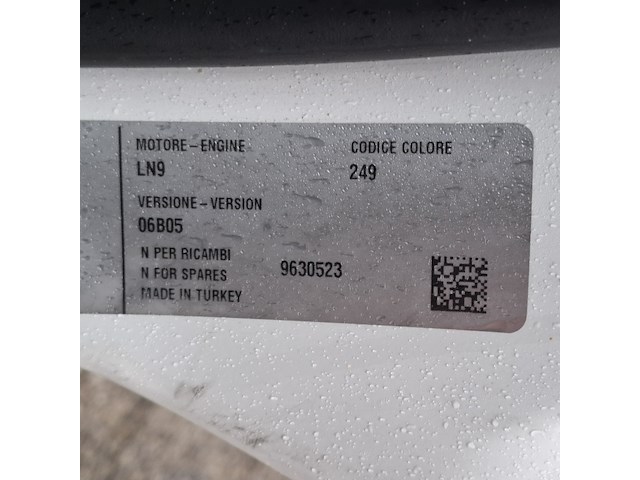 MOTORE – ENGINE CODICE COLORE
LN9 249
VERSIONE – VERSION
06B05
N PER RICAMBI
N FOR SPARES 9630523
MADE IN TURKEY